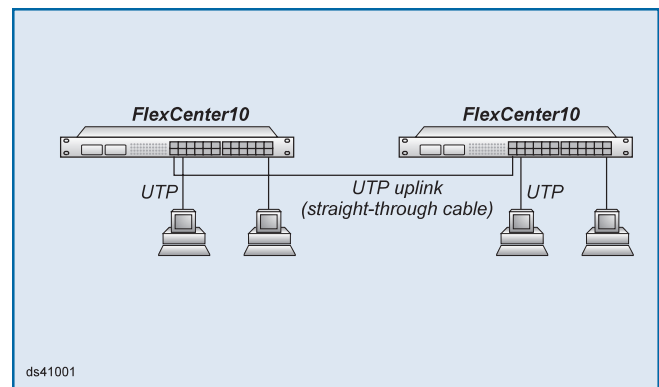 FlexCenter10
FlexCenter10
UTP
UTP uplink
(straight-through cable)
UTP
ds41001